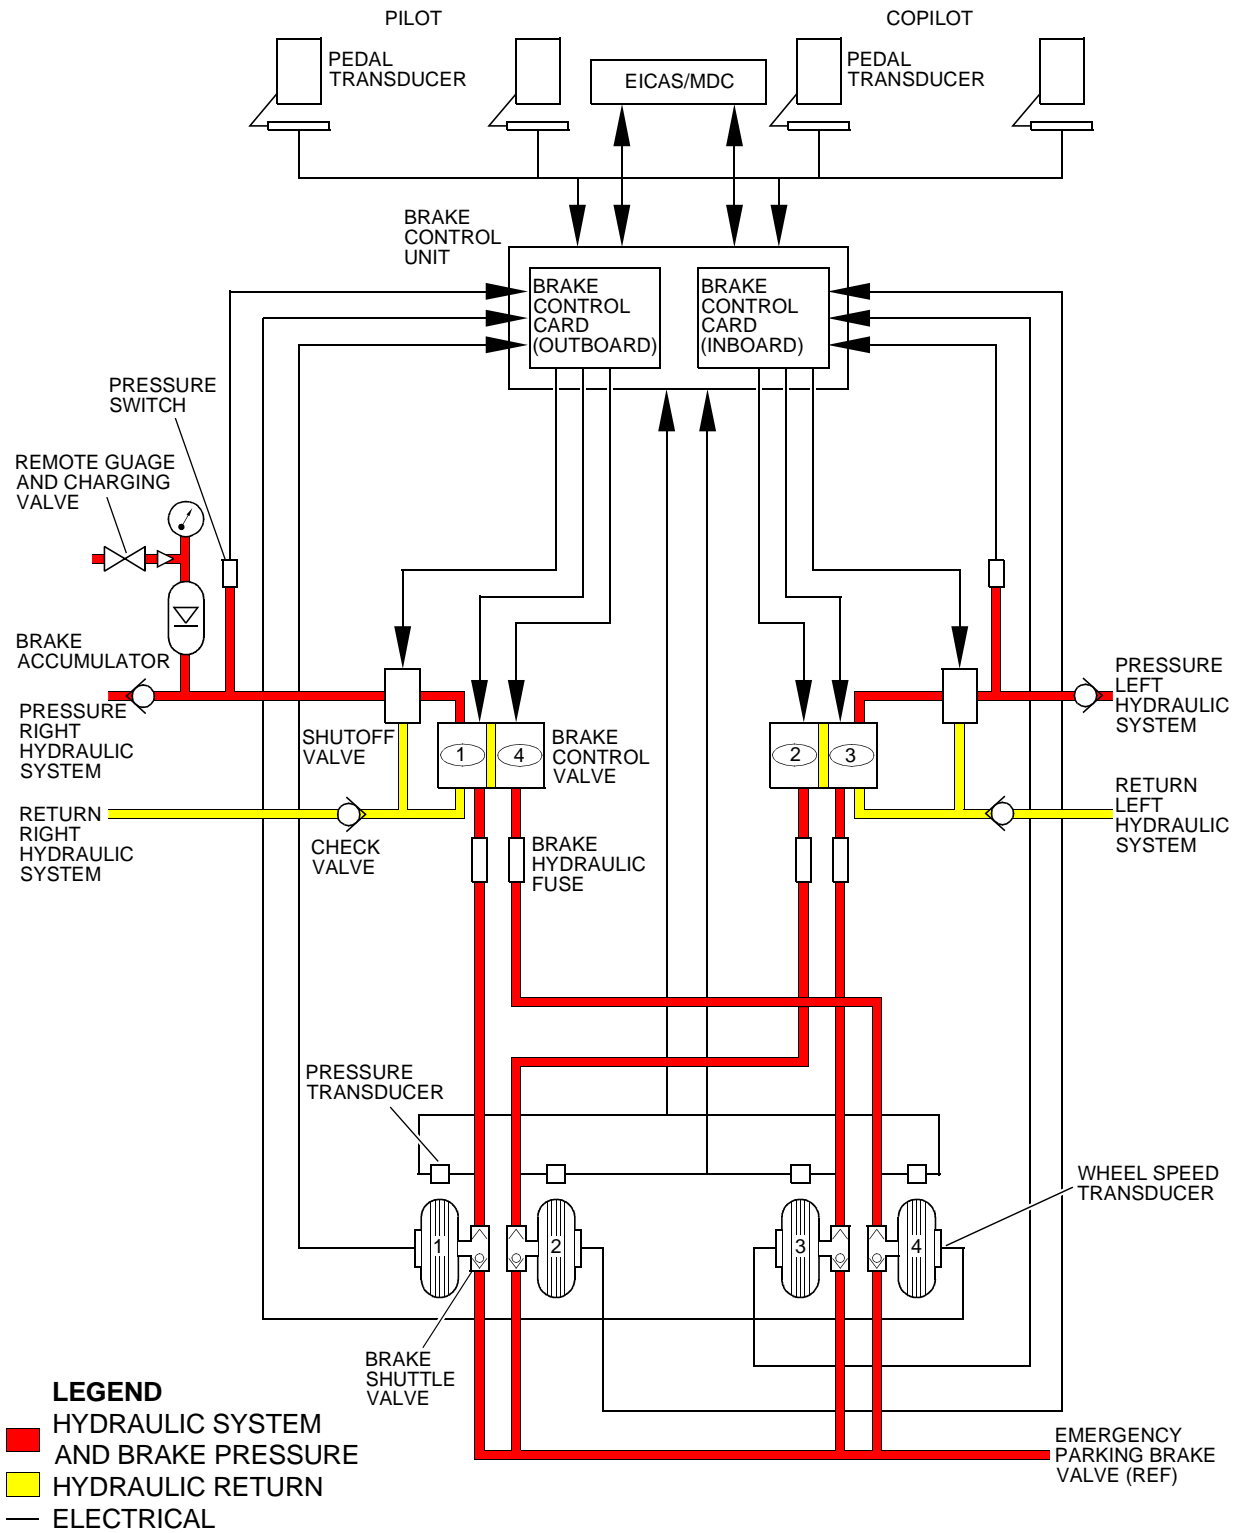 PILOT
COPILOT
PEDAL
TRANSDUCER
EICAS/MDC
PEDAL
TRANSDUCER
BRAKE
CONTROL
UNIT
BRAKE
CONTROL
CARD
(OUTBOARD)
BRAKE
CONTROL
CARD
(INBOARD)
PRESSURE
SWITCH
REMOTE GUAGE
AND CHARGING
VALVE
BRAKE
ACCUMULATOR
PRESSURE
RIGHT
HYDRAULIC
SYSTEM
SHUTOFF
VALVE
1
4
BRAKE
CONTROL
VALVE
2
3
PRESSURE
LEFT
HYDRAULIC
SYSTEM
RETURN
RIGHT
HYDRAULIC
SYSTEM
CHECK
VALVE
BRAKE
HYDRAULIC
FUSE
RETURN
LEFT
HYDRAULIC
SYSTEM
PRESSURE
TRANSDUCER
WHEEL SPEED
TRANSDUCER
1
2
3
4
BRAKE
SHUTTLE
VALVE
EMERGENCY
PARKING BRAKE
VALVE (REF)
LEGEND
HYDRAULIC SYSTEM
AND BRAKE PRESSURE
HYDRAULIC RETURN
ELECTRICAL